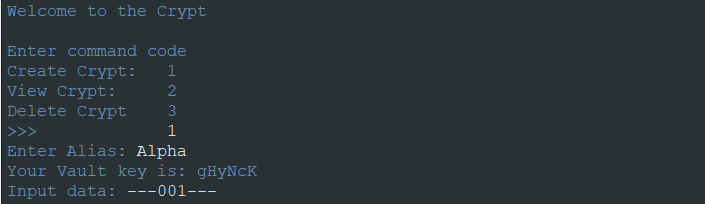 Welcome to the Crypt
Enter command code
Create Crypt:   1
View Crypt:     2
Delete Crypt    3
>>>             1
Enter Alias: Alpha
Your Vault key is: gHyNcK
Input data: ---001---